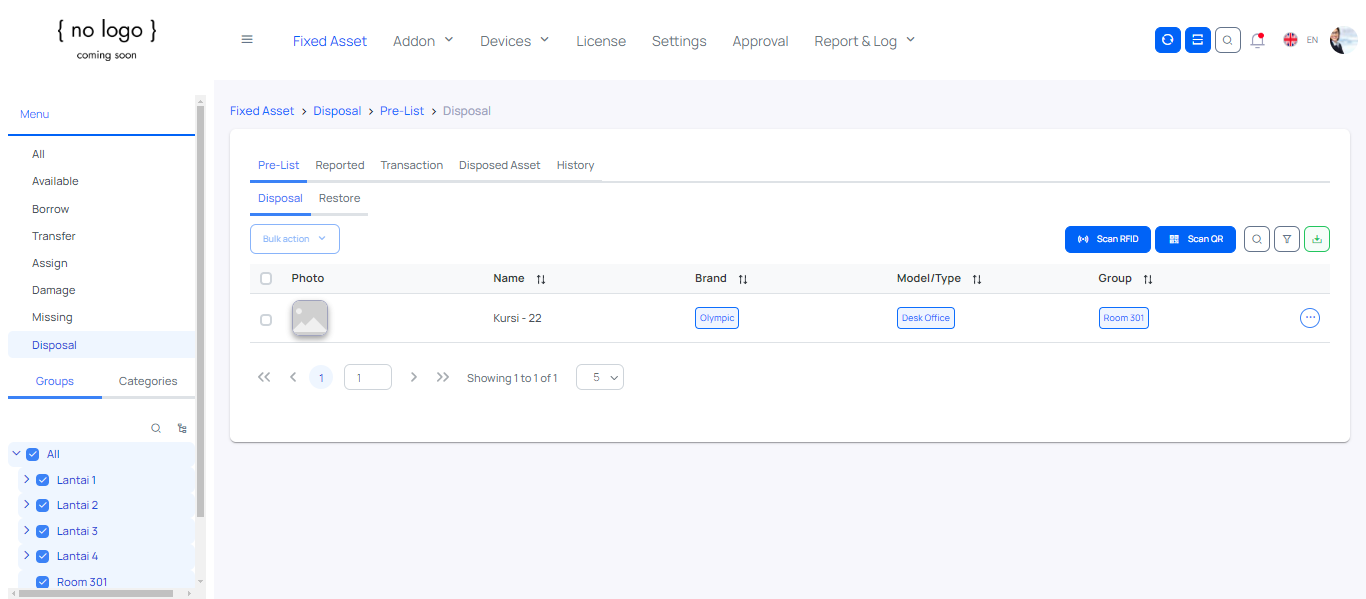 { no logo }
coming soon
Fixed Asset Addon Devices License Settings Approval Report & Log EN
Menu
All
Available
Borrow
Transfer
Assign
Damage
Missing
Disposal
Groups Categories
All
Lantai 1
Lantai 2
Lantai 3
Lantai 4
Room 301
Fixed Asset > Disposal > Pre-List > Disposal
Pre-List Reported Transaction Disposed Asset History
Disposal Restore
Bulk action Scan RFID Scan QR
Photo Name Brand Model/Type Group
Kursi - 22 Olympic Desk Office Room 301
1 1 Showing 1 to 1 of 1 5